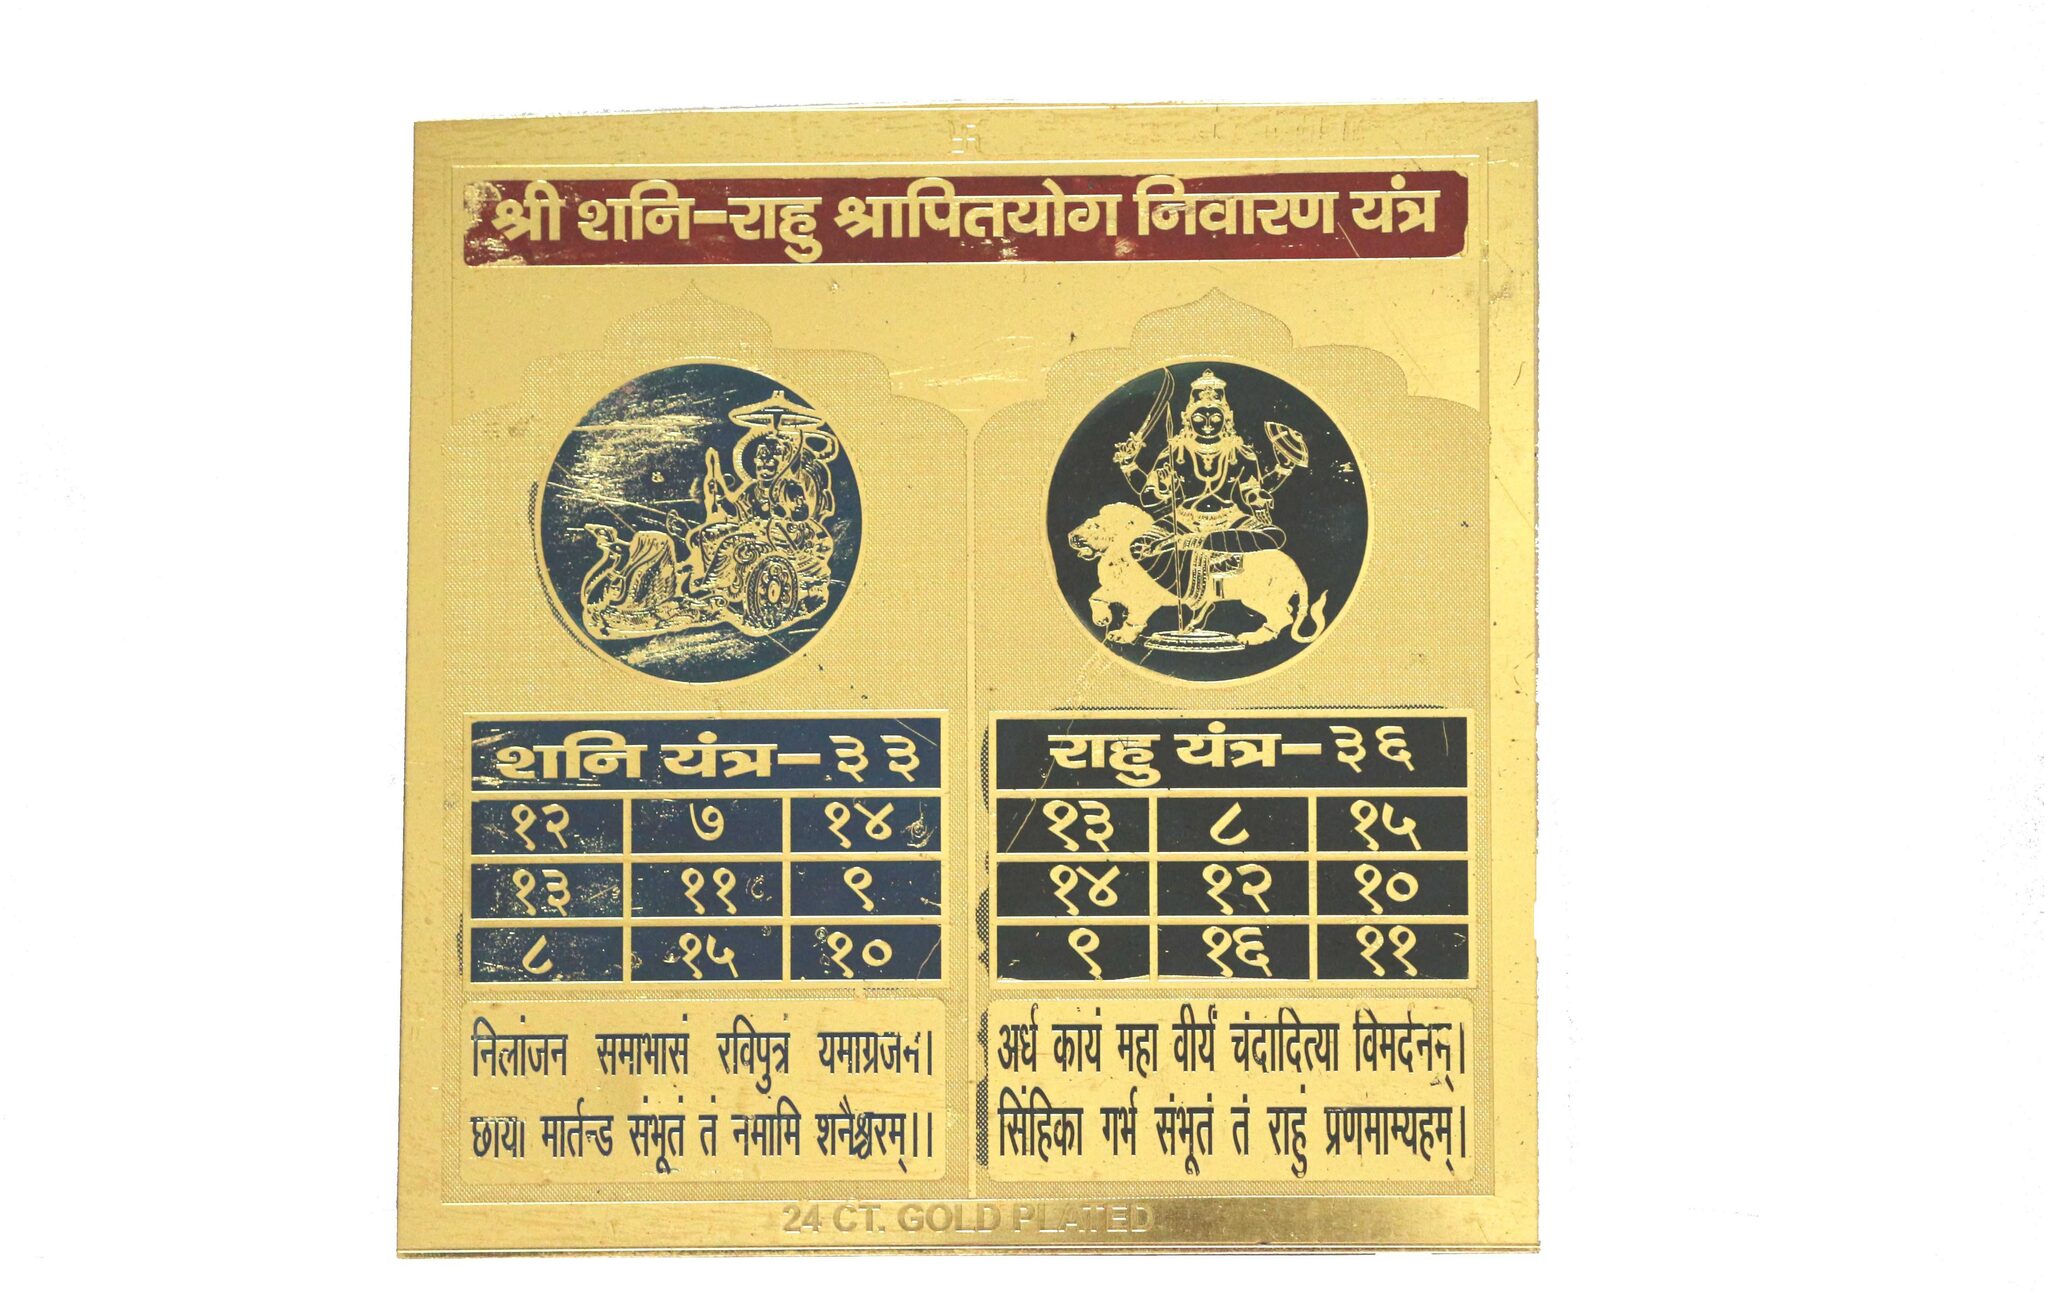 श्री शनि-राहु श्रापितयोग निवारण यंत्र
शनि यंत्र-३३
१२ ७ १४
१३ ११ ९
८ १५ १०
निलांजन समाभासं रविपुत्रं यमाग्रजम।
छाया मार्तन्ड संभूतं तं नमामि शनैश्चरम्।।
राहु यंत्र-३६
१३ ८ १५
१४ १२ १०
९ १६ ११
अर्ध कायं महा वीर्यं चंदादित्या विमर्दनम्।
सिंहिका गर्भ संभूतं तं राहुं प्रणमाम्यहम्।
24 CT. GOLD PLATED